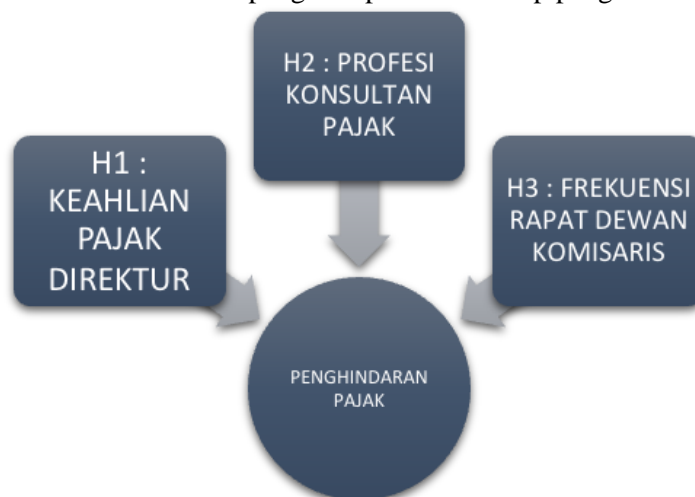 H2 : PROFESI
KONSULTAN
PAJAK
H1 :
KEAHLIAN
PAJAK
DIREKTUR
H3 : FREKUENSI
RAPAT DEWAN
KOMISARIS
PENGHINDARAN
PAJAK